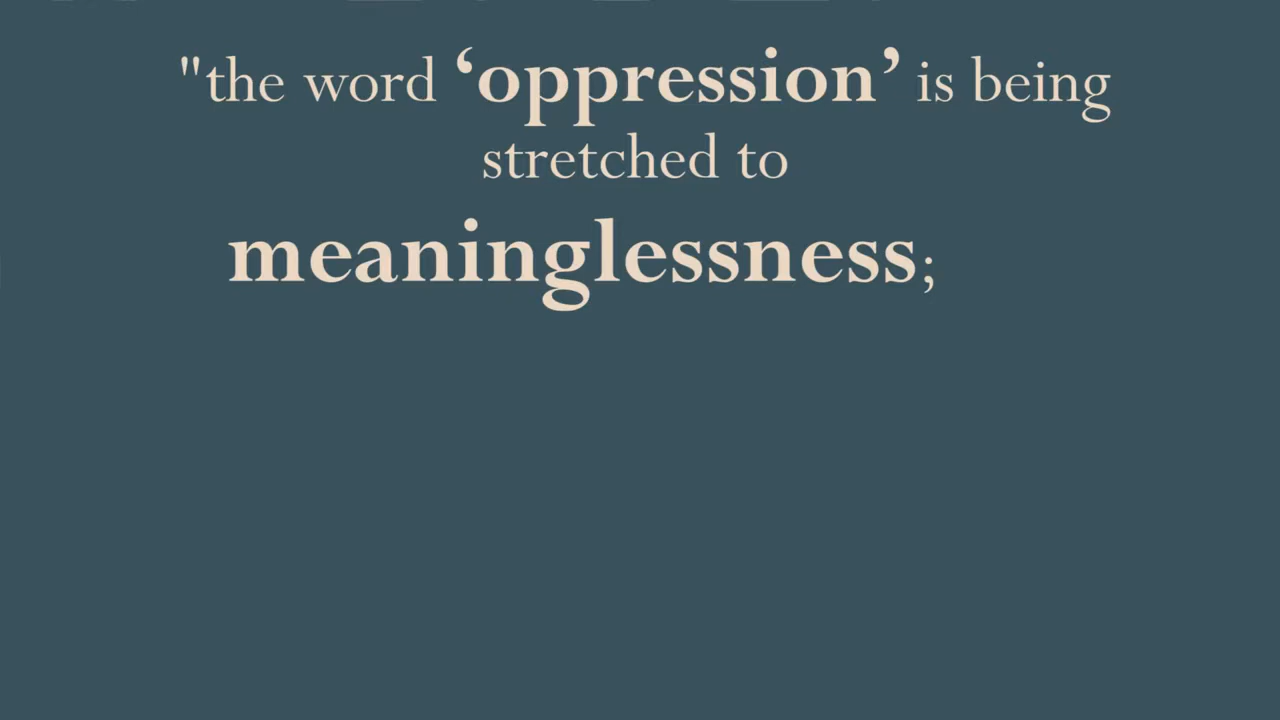 "the word ‘oppression’ is being
stretched to
meaninglessness;